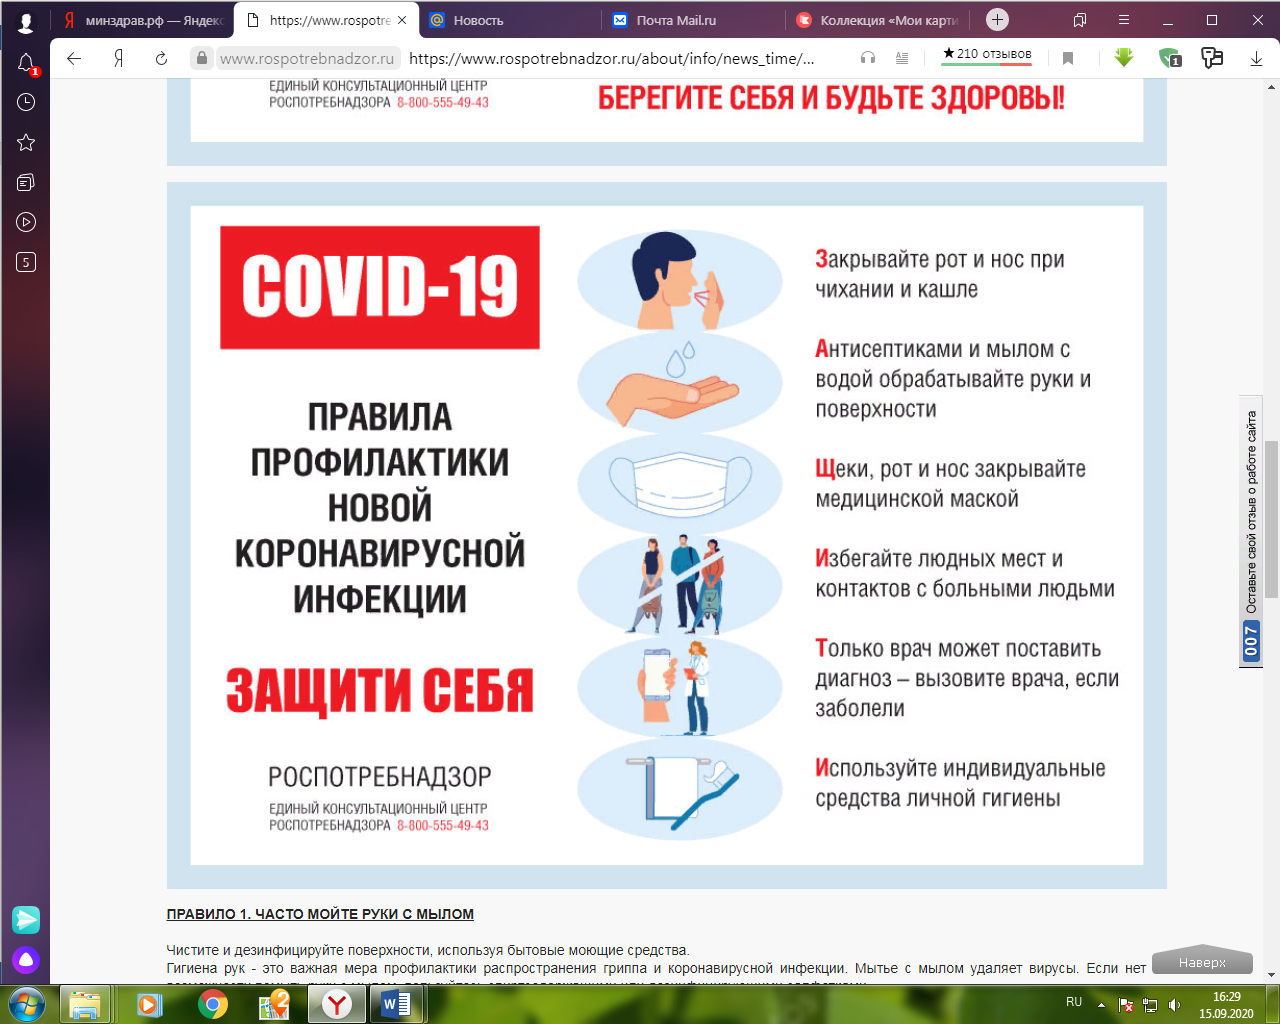 минздрав.рф — Яндекс
https://www.rospotre
Новость
Почта Mail.ru
Коллекция «Мои карти
www.rospotrebnadzor.ru
https://www.rospotrebnadzor.ru/about/info/news_time/...
★210 отзывов
1
1
5
ЕДИНЫЙ КОНСУЛЬТАЦИОННЫЙ ЦЕНТР
РОСПОТРЕБНАДЗОРА 8-800-555-49-43
БЕРЕГИТЕ СЕБЯ И БУДЬТЕ ЗДОРОВЫ!
COVID-19
ПРАВИЛА
ПРОФИЛАКТИКИ
НОВОЙ
КОРОНАВИРУСНОЙ
ИНФЕКЦИИ
ЗАЩИТИ СЕБЯ
РОСПОТРЕБНАДЗОР
ЕДИНЫЙ КОНСУЛЬТАЦИОННЫЙ ЦЕНТР
РОСПОТРЕБНАДЗОРА 8-800-555-49-43
Закрывайте рот и нос при
чихании и кашле
Антисептиками и мылом с
водой обрабатывайте руки и
поверхности
Щеки, рот и нос закрывайте
медицинской маской
Избегайте людных мест и
контактов с больными людьми
Только врач может поставить
диагноз – вызовите врача, если
заболели
Используйте индивидуальные
средства личной гигиены
Оставьте свой отзыв о работе сайта
007
ПРАВИЛО 1. ЧАСТО МОЙТЕ РУКИ С МЫЛОМ
Чистите и дезинфицируйте поверхности, используя бытовые моющие средства.
Гигиена рук - это важная мера профилактики распространения гриппа и коронавирусной инфекции. Мытье с мылом удаляет вирусы. Если нет
Наверх
RU
16:29
15.09.2020